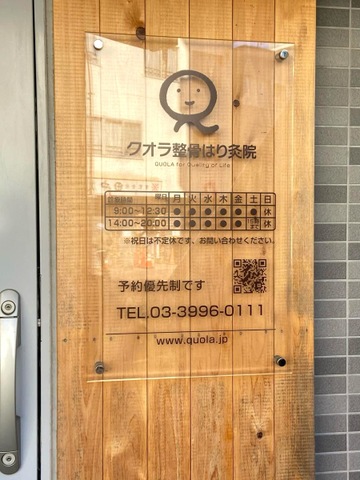 クオラ整骨はり灸院
QUOLA for Quality of Life
診療時間 曜日 月 火 水 木 金 土 日
9:00~12:30 ● ● ● ● ● ● 休
14:00~20:00 ● ● ● ● ● 休
※祝日は不定休です、お問い合わせください。
予約優先制です
TEL.03-3996-0111
www.quola.jp